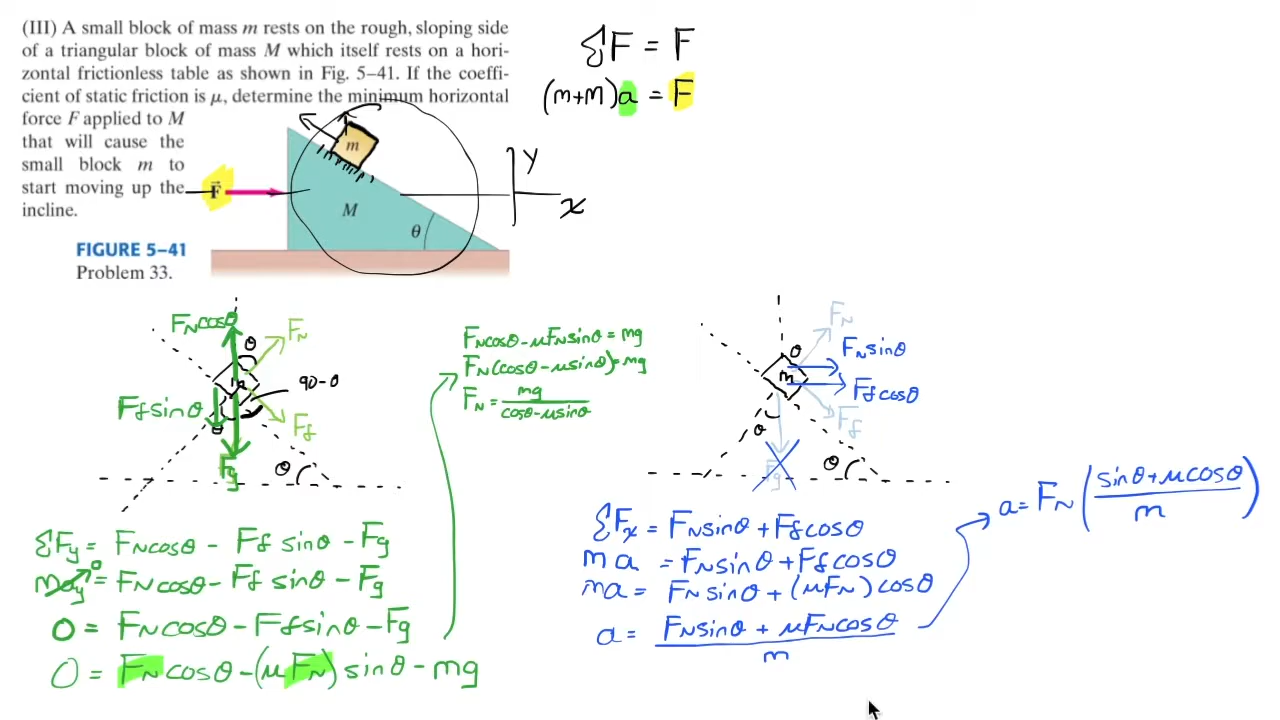 (III) A small block of mass m rests on the rough, sloping side
of a triangular block of mass M which itself rests on a hori-
zontal frictionless table as shown in Fig. 5–41. If the coeffi-
cient of static friction is μ, determine the minimum horizontal
force F applied to M
that will cause the
small block m to
start moving up the
incline.
FIGURE 5–41
Problem 33.
F⃗
m
M
θ
y
x
ΣF = F
(m+M)a = F
FNcosθ
θ
FN
m
90-θ
Ffsinθ
Ff
θ
Fg
θ
FNcosθ - μFNsinθ = mg
FN(cosθ - μsinθ) = mg
FN = mg / cosθ - μsinθ
ΣFy = FNcosθ - Ff sinθ - Fg
may⁰ = FNcosθ - Ff sinθ - Fg
0 = FNcosθ - Ffsinθ - Fg
0 = FNcosθ - (μFN) sinθ - mg
FN
θ
FNsinθ
m
Ffcosθ
Ff
θ
Fg
θ
ΣFx = FNsinθ + Ffcosθ
ma = FNsinθ + Ffcosθ
ma = FNsinθ + (μFN) cosθ
a = FNsinθ + μFNcosθ / m
a = FN (sinθ + μcosθ / m)